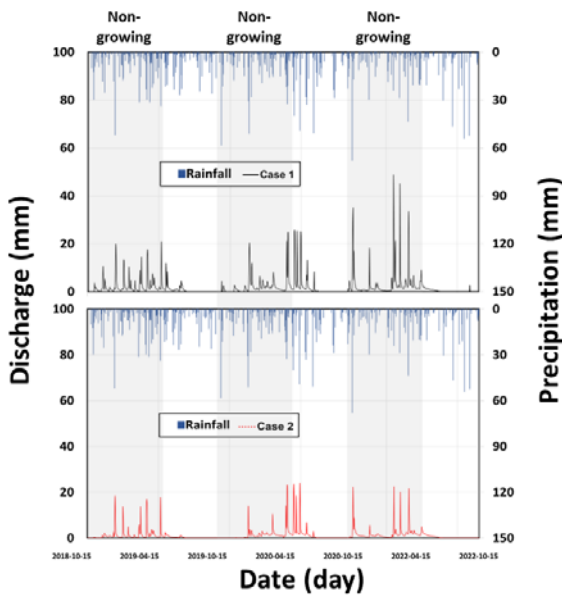 Non-
growing
Non-
growing
Non-
growing
100
80
60
40
20
0
0
30
60
90
120
150
Rainfall
Case 1
100
80
60
40
20
0
0
30
60
90
120
150
Rainfall
Case 2
Discharge (mm)
Precipitation (mm)
2018-10-15
2019-04-15
2019-10-15
2020-04-15
2020-10-15
2022-04-15
2022-10-15
Date (day)